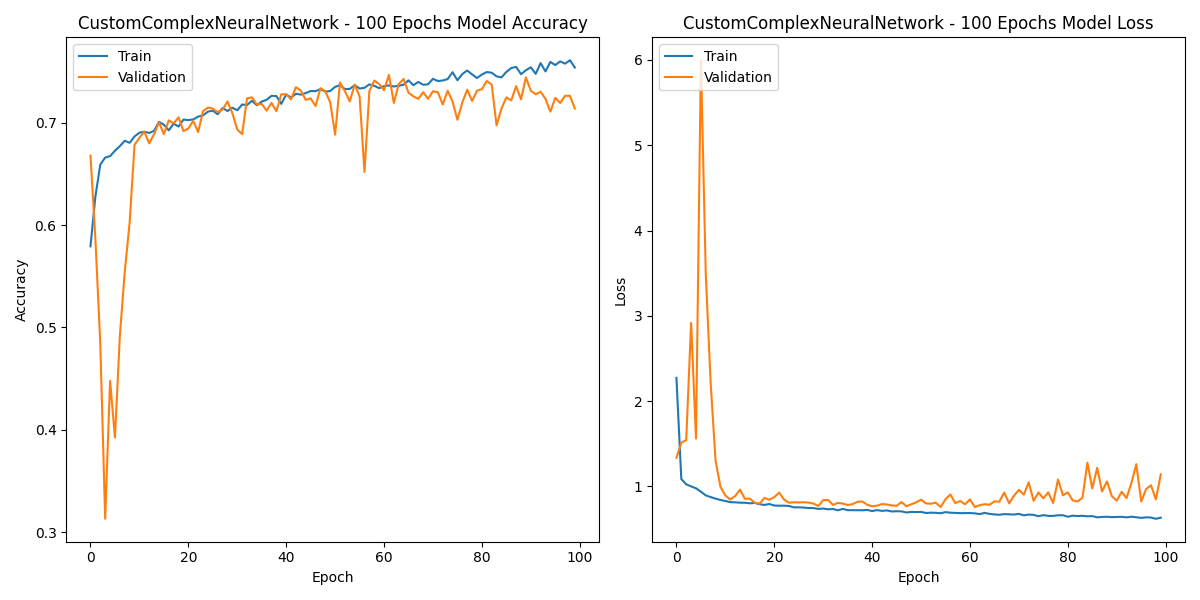 CustomComplexNeuralNetwork - 100 Epochs Model Accuracy
Train
Validation
0.7
0.6
0.5
0.4
0.3
Accuracy
0 20 40 60 80 100
Epoch
CustomComplexNeuralNetwork - 100 Epochs Model Loss
Train
Validation
6
5
4
3
2
1
Loss
0 20 40 60 80 100
Epoch